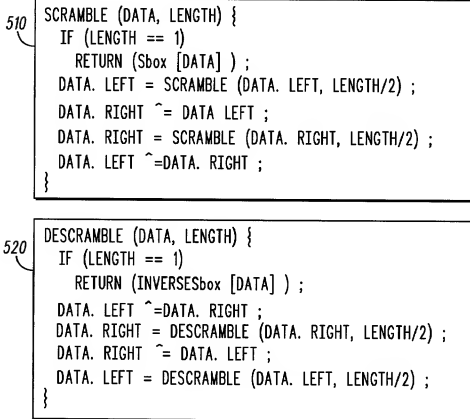 510
SCRAMBLE (DATA, LENGTH) {
IF (LENGTH == 1)
RETURN (Sbox [DATA] ) ;
DATA. LEFT = SCRAMBLE (DATA. LEFT, LENGTH/2) ;
DATA. RIGHT ^= DATA LEFT ;
DATA. RIGHT = SCRAMBLE (DATA. RIGHT, LENGTH/2) ;
DATA. LEFT ^=DATA. RIGHT ;
}
520
DESCRAMBLE (DATA, LENGTH) {
IF (LENGTH == 1)
RETURN (INVERSESbox [DATA] ) ;
DATA. LEFT ^=DATA. RIGHT ;
DATA. RIGHT = DESCRAMBLE (DATA. RIGHT, LENGTH/2) ;
DATA. RIGHT ^= DATA. LEFT ;
DATA. LEFT = DESCRAMBLE (DATA. LEFT, LENGTH/2) ;
}